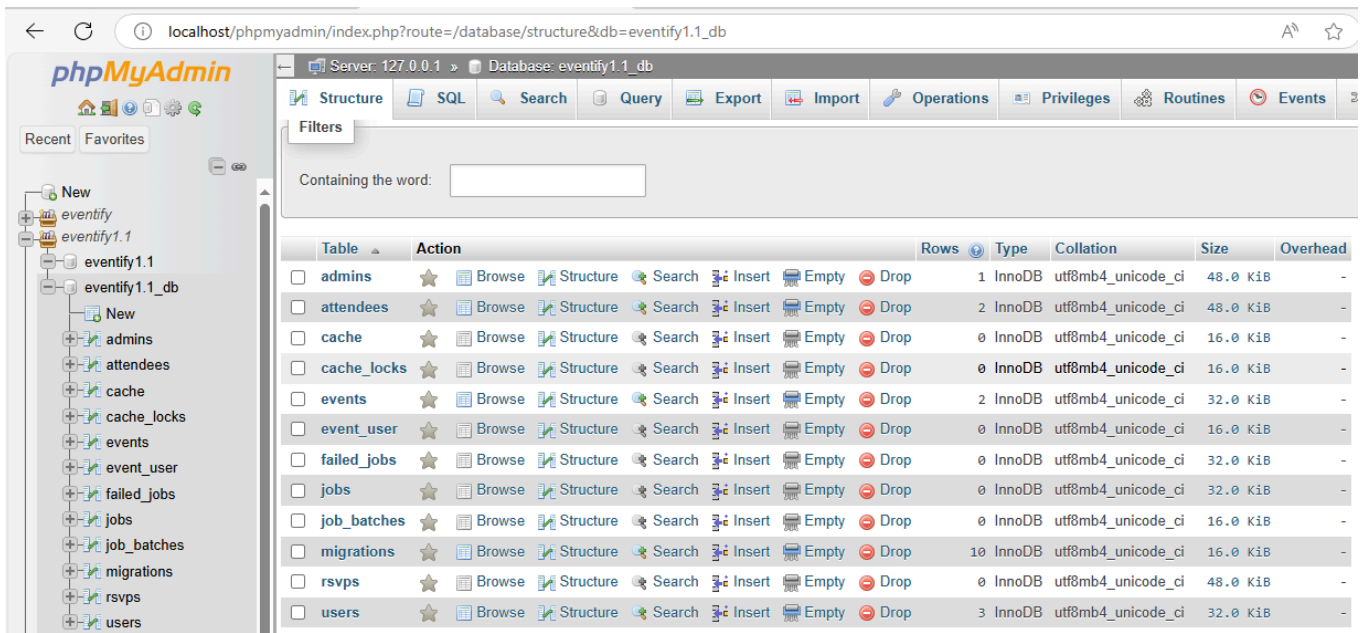 localhost/phpmyadmin/index.php?route=/database/structure&db=eventify1.1_db
phpMyAdmin
Recent Favorites
New
eventify
eventify1.1
eventify1.1
eventify1.1_db
New
admins
attendees
cache
cache_locks
events
event_user
failed_jobs
jobs
job_batches
migrations
rsvps
users
Server: 127.0.0.1 » Database: eventify1.1_db
Structure SQL Search Query Export Import Operations Privileges Routines Events
Filters
Containing the word:
Table Action Rows Type Collation Size Overhead
admins Browse Structure Search Insert Empty Drop 1 InnoDB utf8mb4_unicode_ci 48.0 KiB -
attendees Browse Structure Search Insert Empty Drop 2 InnoDB utf8mb4_unicode_ci 48.0 KiB -
cache Browse Structure Search Insert Empty Drop 0 InnoDB utf8mb4_unicode_ci 16.0 KiB -
cache_locks Browse Structure Search Insert Empty Drop 0 InnoDB utf8mb4_unicode_ci 16.0 KiB -
events Browse Structure Search Insert Empty Drop 2 InnoDB utf8mb4_unicode_ci 32.0 KiB -
event_user Browse Structure Search Insert Empty Drop 0 InnoDB utf8mb4_unicode_ci 16.0 KiB -
failed_jobs Browse Structure Search Insert Empty Drop 0 InnoDB utf8mb4_unicode_ci 32.0 KiB -
jobs Browse Structure Search Insert Empty Drop 0 InnoDB utf8mb4_unicode_ci 32.0 KiB -
job_batches Browse Structure Search Insert Empty Drop 0 InnoDB utf8mb4_unicode_ci 16.0 KiB -
migrations Browse Structure Search Insert Empty Drop 10 InnoDB utf8mb4_unicode_ci 16.0 KiB -
rsvps Browse Structure Search Insert Empty Drop 0 InnoDB utf8mb4_unicode_ci 48.0 KiB -
users Browse Structure Search Insert Empty Drop 3 InnoDB utf8mb4_unicode_ci 32.0 KiB -